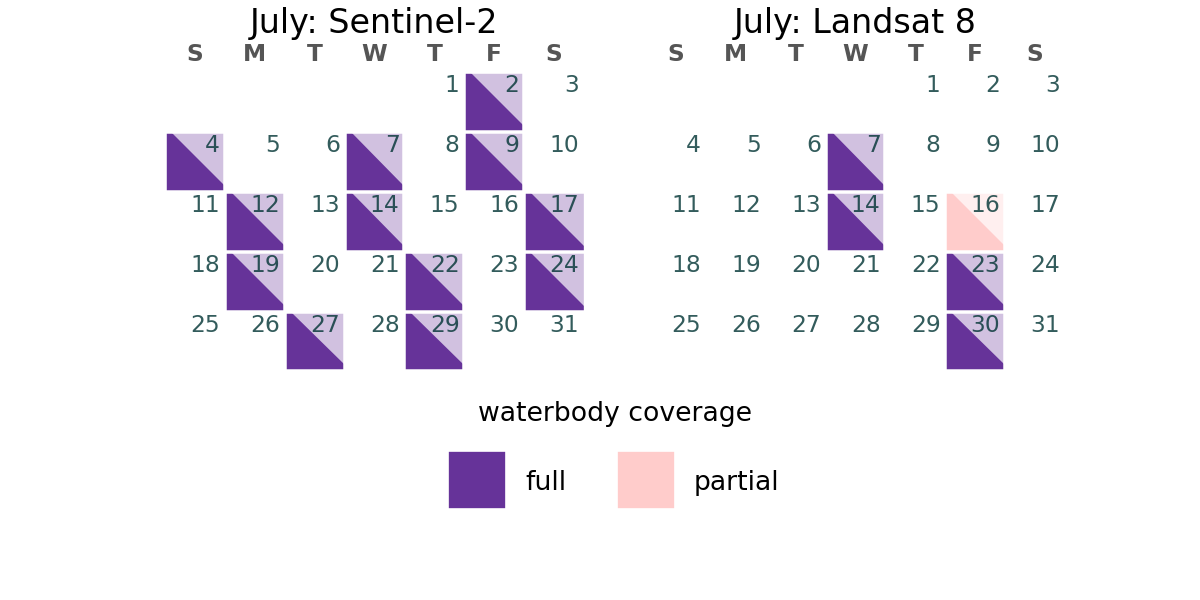 July: Sentinel-2
S M T W T F S
1 2 3
4 5 6 7 8 9 10
11 12 13 14 15 16 17
18 19 20 21 22 23 24
25 26 27 28 29 30 31
July: Landsat 8
S M T W T F S
1 2 3
4 5 6 7 8 9 10
11 12 13 14 15 16 17
18 19 20 21 22 23 24
25 26 27 28 29 30 31
waterbody coverage
full
partial